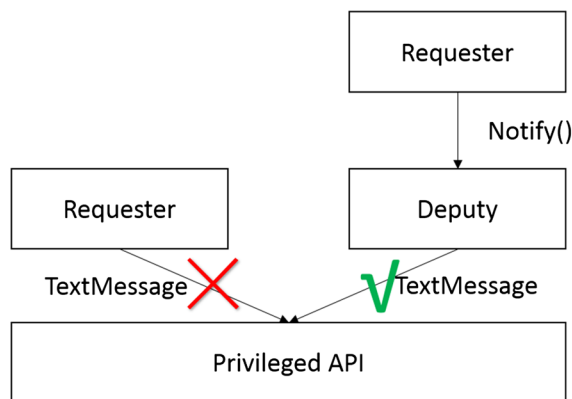 Requester
Notify()
Requester
Deputy
TextMessage
TextMessage
Privileged API